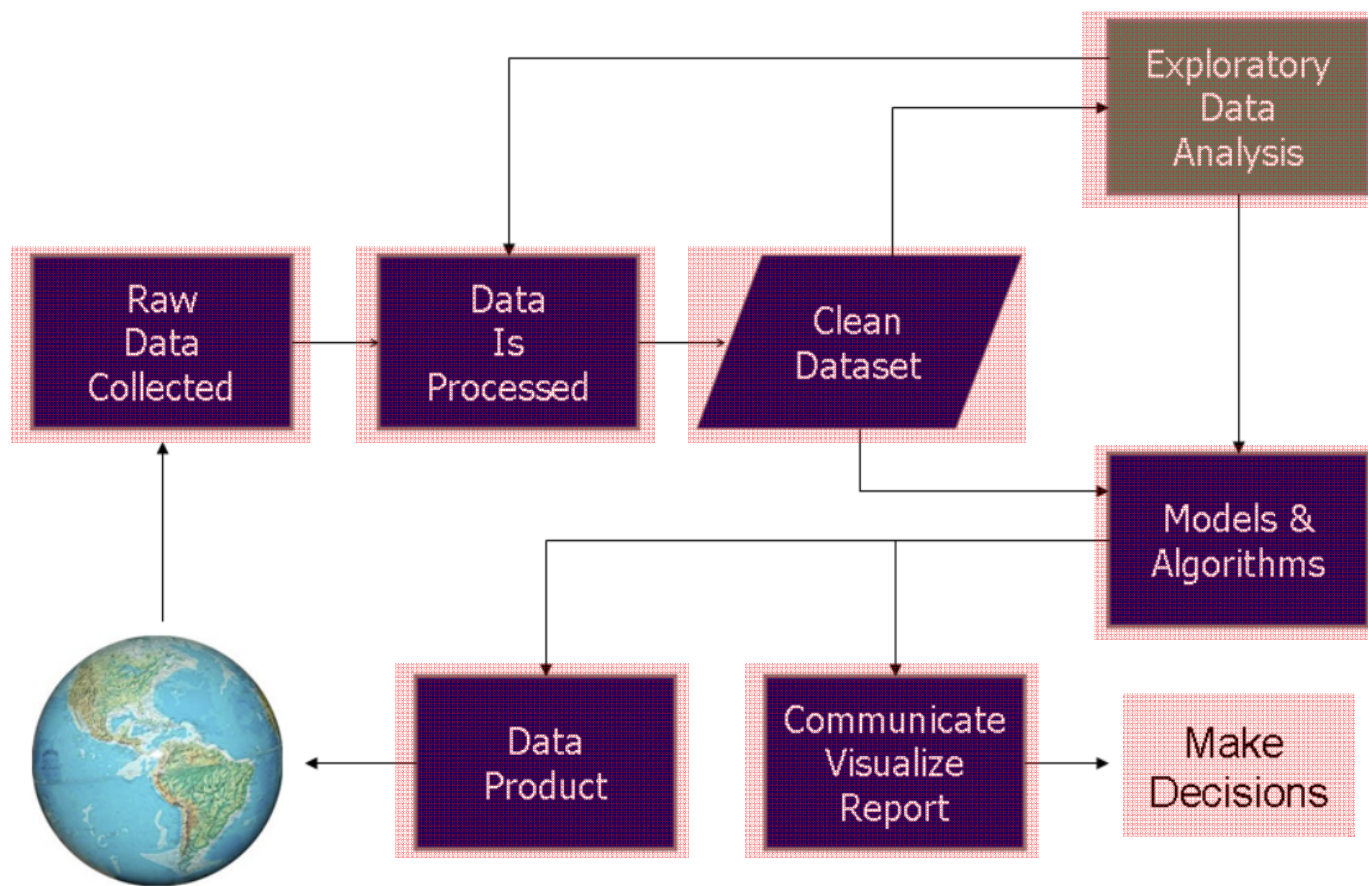 Exploratory
Data
Analysis
Raw
Data
Collected
Data
Is
Processed
Clean
Dataset
Models &
Algorithms
Data
Product
Communicate
Visualize
Report
Make
Decisions